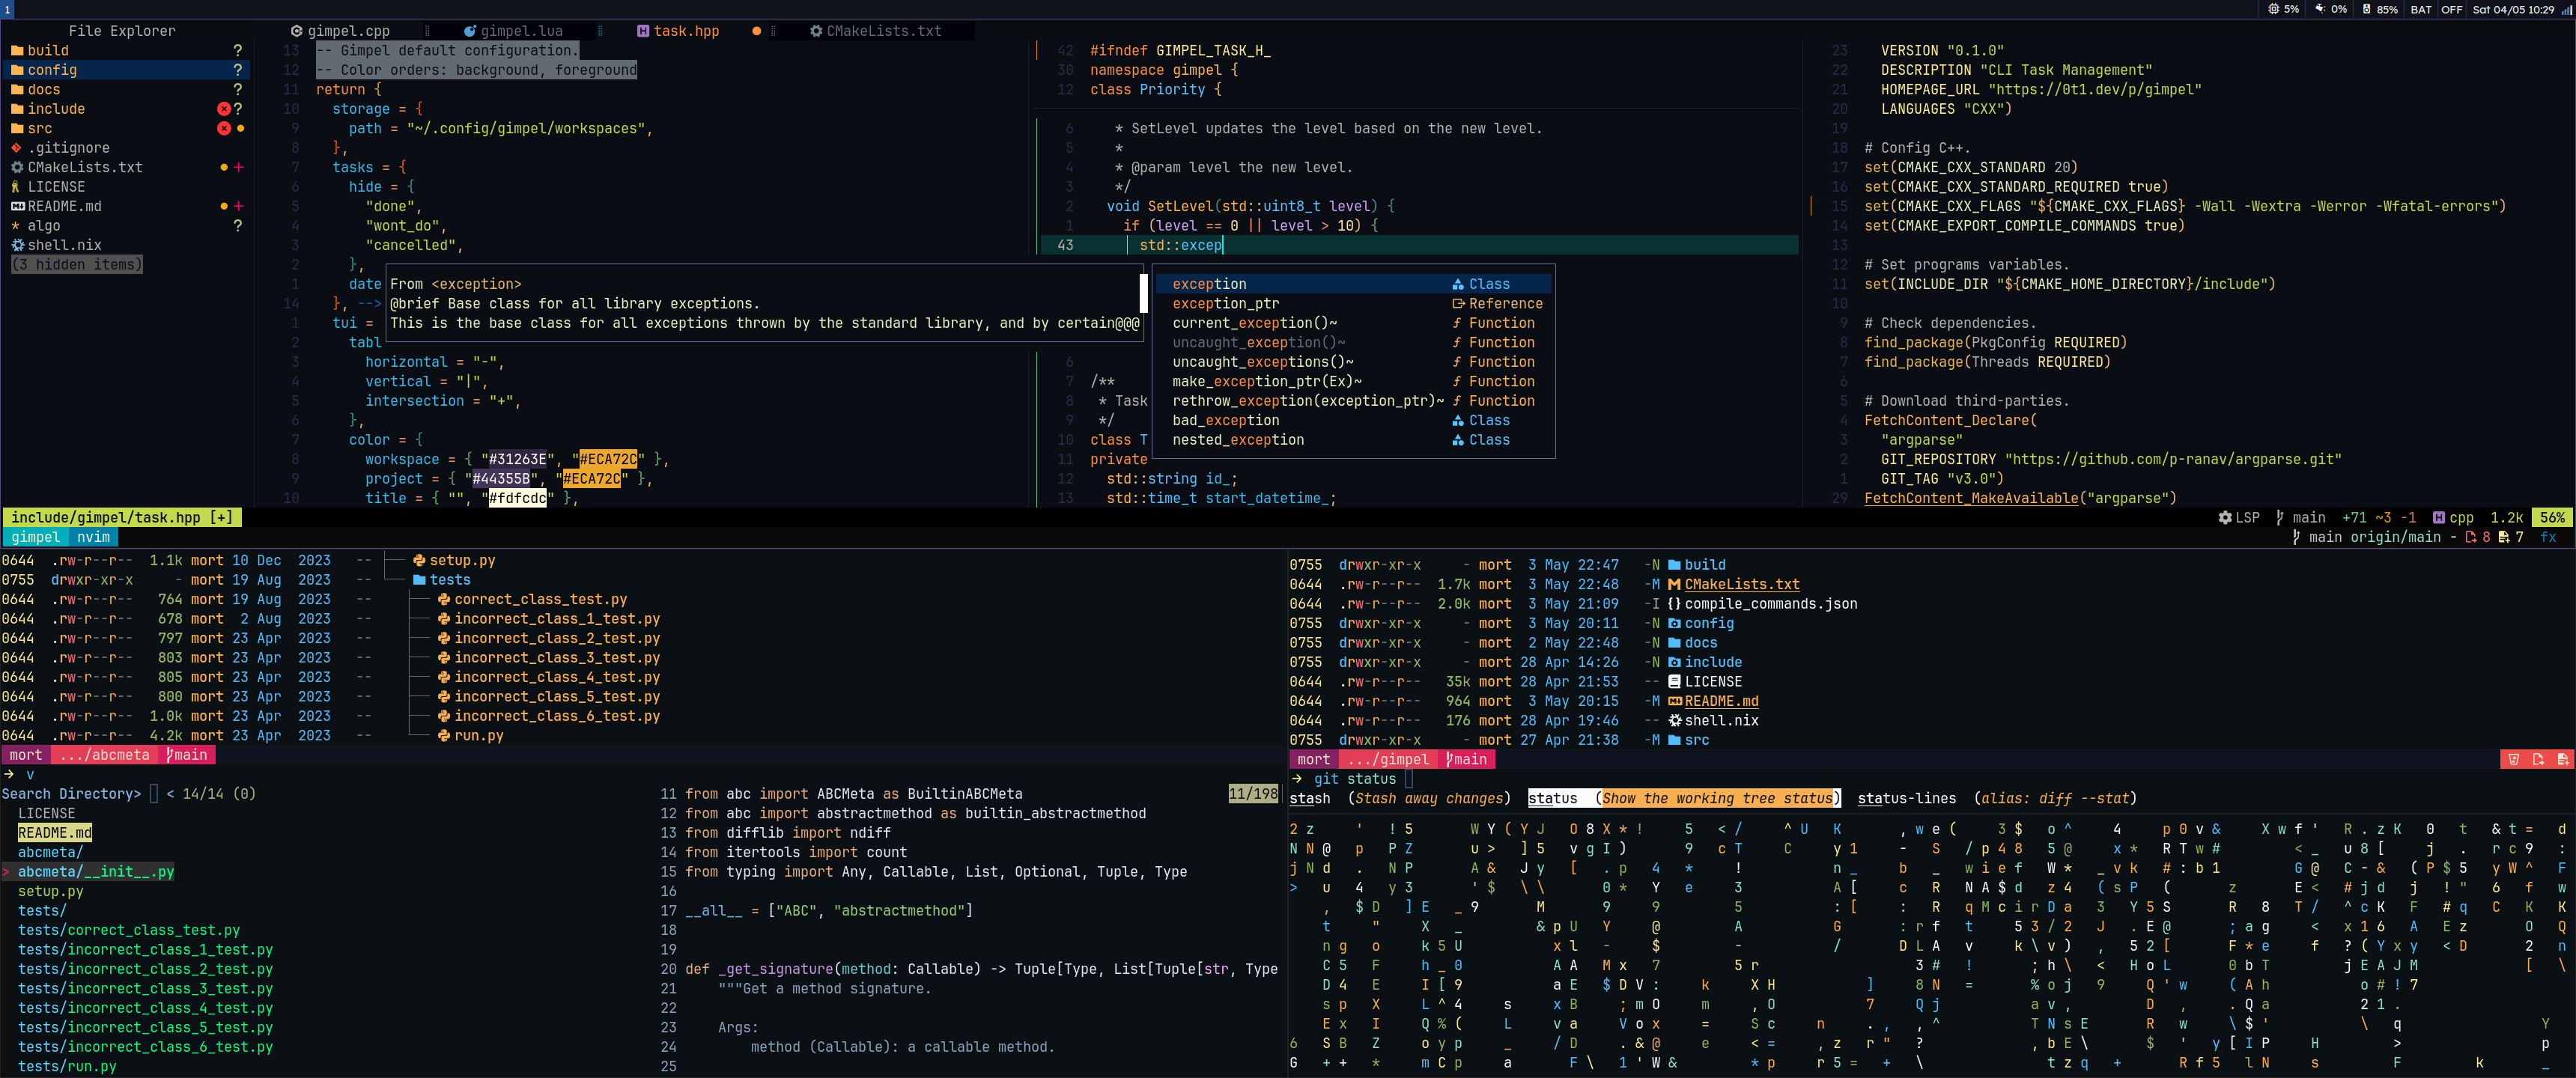 1
5% 0% 85% BAT OFF Sat 04/05 10:29
File Explorer
build ?
config ?
docs ?
include ?
src
.gitignore
CMakeLists.txt +
LICENSE
README.md +
algo ?
shell.nix
(3 hidden items)
gimpel.cpp gimpel.lua task.hpp CMakeLists.txt
13 -- Gimpel default configuration.
12 -- Color orders: background, foreground
11 return {
10 storage = {
9 path = "~/.config/gimpel/workspaces",
8 },
7 tasks = {
6 hide = {
5 "done",
4 "wont_do",
3 "cancelled",
2 },
1 date
14 }, -->
1 tui =
2 tabl
3 horizontal = "-",
4 vertical = "|",
5 intersection = "+",
6 },
7 color = {
8 workspace = { "#31263E", "#ECA72C" },
9 project = { "#44355B", "#ECA72C" },
10 title = { "", "#fdfcdc" },
From <exception>
@brief Base class for all library exceptions.
This is the base class for all exceptions thrown by the standard library, and by certain@@@
42 #ifndef GIMPEL_TASK_H_
30 namespace gimpel {
12 class Priority {
6 * SetLevel updates the level based on the new level.
5 *
4 * @param level the new level.
3 */
2 void SetLevel(std::uint8_t level) {
1 if (level == 0 || level > 10) {
43 std::excep
exception Class
exception_ptr Reference
current_exception()~ Function
uncaught_exception()~ Function
uncaught_exceptions()~ Function
make_exception_ptr(Ex)~ Function
rethrow_exception(exception_ptr)~ Function
bad_exception Class
nested_exception Class
6
7 /**
8 * Task
9 */
10 class T
11 private
12 std::string id_;
13 std::time_t start_datetime_;
23 VERSION "0.1.0"
22 DESCRIPTION "CLI Task Management"
21 HOMEPAGE_URL "https://0t1.dev/p/gimpel"
20 LANGUAGES "CXX")
19
18 # Config C++.
17 set(CMAKE_CXX_STANDARD 20)
16 set(CMAKE_CXX_STANDARD_REQUIRED true)
15 set(CMAKE_CXX_FLAGS "${CMAKE_CXX_FLAGS} -Wall -Wextra -Werror -Wfatal-errors")
14 set(CMAKE_EXPORT_COMPILE_COMMANDS true)
13
12 # Set programs variables.
11 set(INCLUDE_DIR "${CMAKE_HOME_DIRECTORY}/include")
10
9 # Check dependencies.
8 find_package(PkgConfig REQUIRED)
7 find_package(Threads REQUIRED)
6
5 # Download third-parties.
4 FetchContent_Declare(
3 "argparse"
2 GIT_REPOSITORY "https://github.com/p-ranav/argparse.git"
1 GIT_TAG "v3.0")
29 FetchContent_MakeAvailable("argparse")
include/gimpel/task.hpp [+] LSP main +71 ~3 -1 cpp 1.2k 56%
gimpel nvim main origin/main - 8 7 fx
0644 .rw-r--r-- 1.1k mort 10 Dec 2023 -- setup.py
0755 drwxr-xr-x - mort 19 Aug 2023 -- tests
0644 .rw-r--r-- 764 mort 19 Aug 2023 -- correct_class_test.py
0644 .rw-r--r-- 678 mort 2 Aug 2023 -- incorrect_class_1_test.py
0644 .rw-r--r-- 797 mort 23 Apr 2023 -- incorrect_class_2_test.py
0644 .rw-r--r-- 803 mort 23 Apr 2023 -- incorrect_class_3_test.py
0644 .rw-r--r-- 805 mort 23 Apr 2023 -- incorrect_class_4_test.py
0644 .rw-r--r-- 800 mort 23 Apr 2023 -- incorrect_class_5_test.py
0644 .rw-r--r-- 1.0k mort 23 Apr 2023 -- incorrect_class_6_test.py
0644 .rw-r--r-- 4.2k mort 23 Apr 2023 -- run.py
mort .../abcmeta main
→ v
Search Directory> < 14/14 (0)
LICENSE
README.md
abcmeta/
> abcmeta/__init__.py
setup.py
tests/
tests/correct_class_test.py
tests/incorrect_class_1_test.py
tests/incorrect_class_2_test.py
tests/incorrect_class_3_test.py
tests/incorrect_class_4_test.py
tests/incorrect_class_5_test.py
tests/incorrect_class_6_test.py
tests/run.py
11 from abc import ABCMeta as BuiltinABCMeta 11/198
12 from abc import abstractmethod as builtin_abstractmethod
13 from difflib import ndiff
14 from itertools import count
15 from typing import Any, Callable, List, Optional, Tuple, Type
16
17 __all__ = ["ABC", "abstractmethod"]
18
19
20 def _get_signature(method: Callable) -> Tuple[Type, List[Tuple[str, Type
21 """Get a method signature.
22
23 Args:
24 method (Callable): a callable method.
25
0755 drwxr-xr-x - mort 3 May 22:47 -N build
0644 .rw-r--r-- 1.7k mort 3 May 22:48 -M CMakeLists.txt
0644 .rw-r--r-- 2.0k mort 3 May 21:09 -I compile_commands.json
0755 drwxr-xr-x - mort 3 May 20:11 -N config
0755 drwxr-xr-x - mort 2 May 22:48 -N docs
0755 drwxr-xr-x - mort 28 Apr 14:26 -N include
0644 .rw-r--r-- 35k mort 28 Apr 21:53 -- LICENSE
0644 .rw-r--r-- 964 mort 3 May 20:15 -M README.md
0644 .rw-r--r-- 176 mort 28 Apr 19:46 -- shell.nix
0755 drwxr-xr-x - mort 27 Apr 21:38 -M src
mort .../gimpel main
→ git status
stash (Stash away changes) status (Show the working tree status) status-lines (alias: diff --stat)